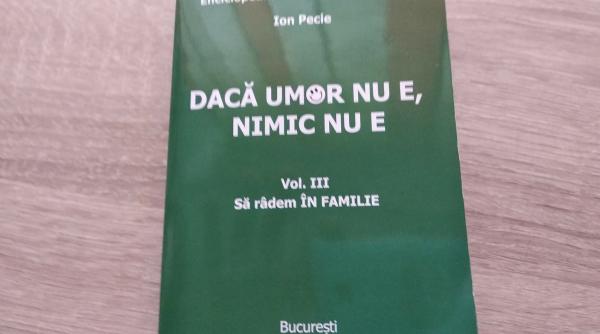 Ion Pecie
DACĂ UMOR NU E,
NIMIC NU E
Vol. III
Să râdem ÎN FAMILIE
București